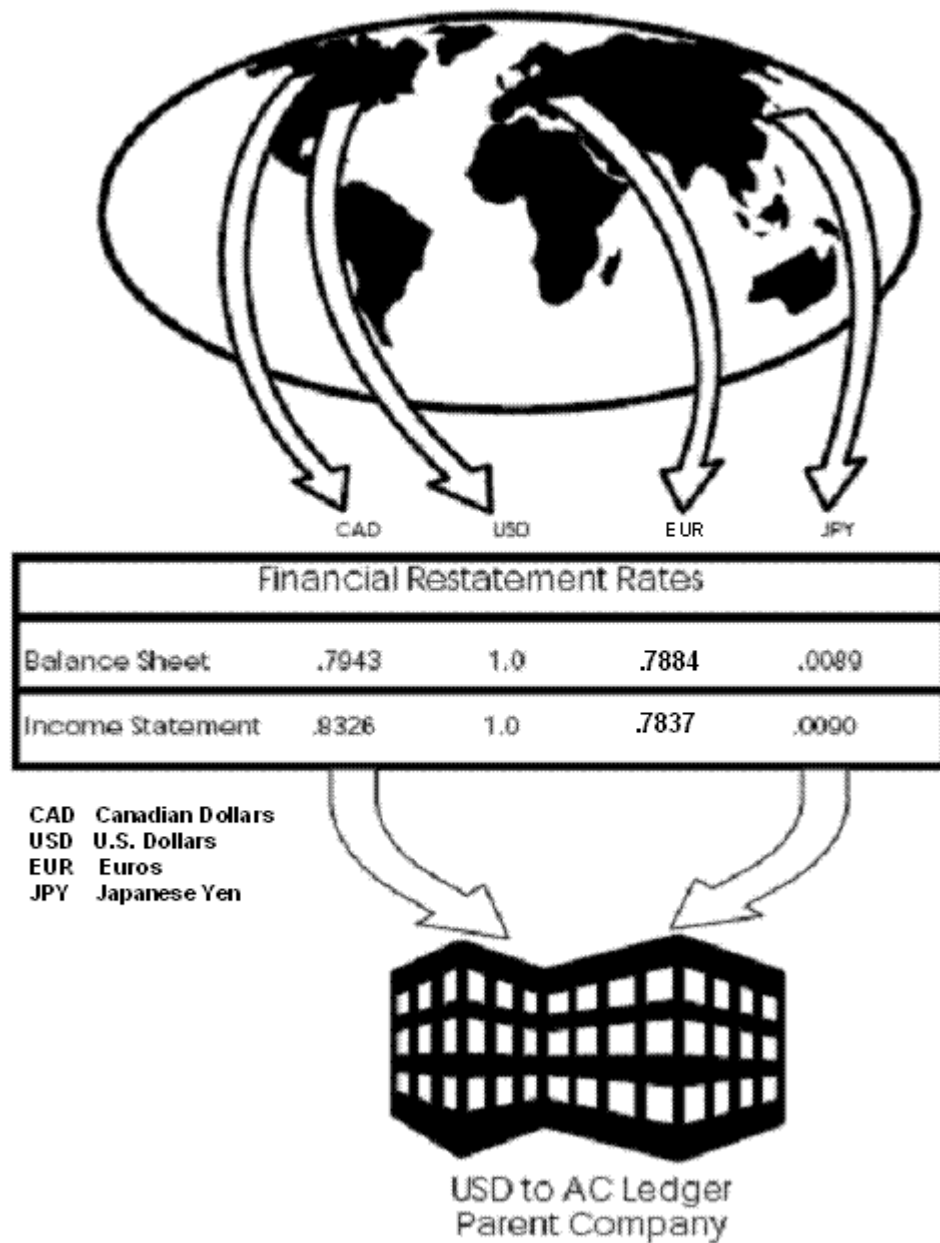 CAD USD EUR JPY
Financial Restatement Rates
Balance Sheet .7943 1.0 .7884 .0089
Income Statement .8326 1.0 .7837 .0090
CAD Canadian Dollars
USD U.S. Dollars
EUR Euros
JPY Japanese Yen
USD to AC Ledger
Parent Company